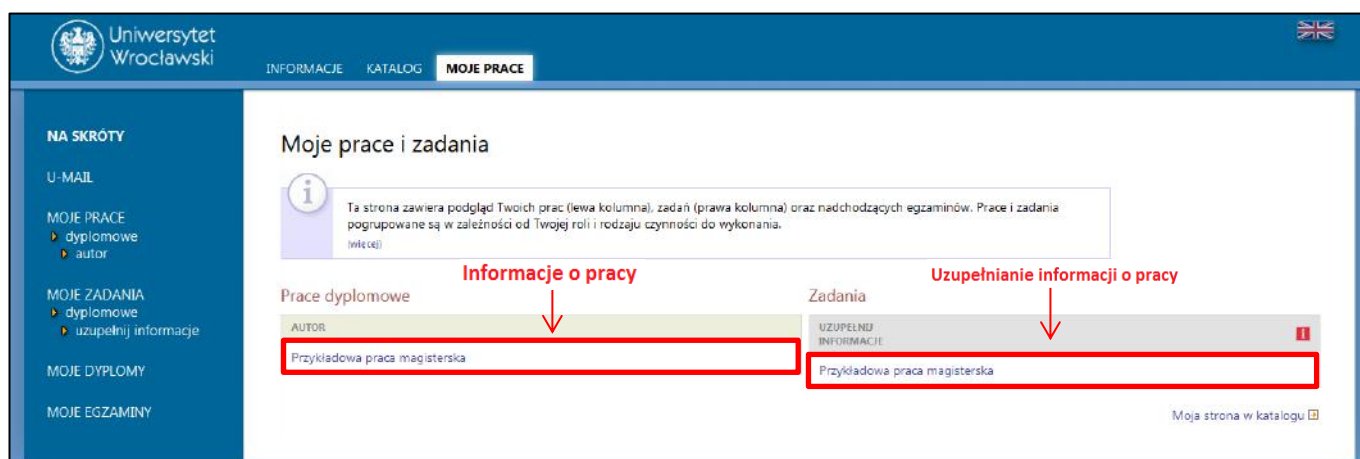 Uniwersytet
Wrocławski
INFORMACJE KATALOG MOJE PRACE
NA SKRÓTY
U-MAIL
MOJE PRACE
dyplomowe
autor
MOJE ZADANIA
dyplomowe
uzupełnij informacje
MOJE DYPLOMY
MOJE EGZAMINY
Moje prace i zadania
i
Ta strona zawiera podgląd Twoich prac (lewa kolumna), zadań (prawa kolumna) oraz nadchodzących egzaminów. Prace i zadania
pogrupowane są w zależności od Twojej roli i rodzaju czynności do wykonania.
(więcej)
Informacje o pracy
Prace dyplomowe
AUTOR
Przykładowa praca magisterska
Uzupełnianie informacji o pracy
Zadania
UZUPEŁNIJ
INFORMACJE
Przykładowa praca magisterska
Moja strona w katalogu